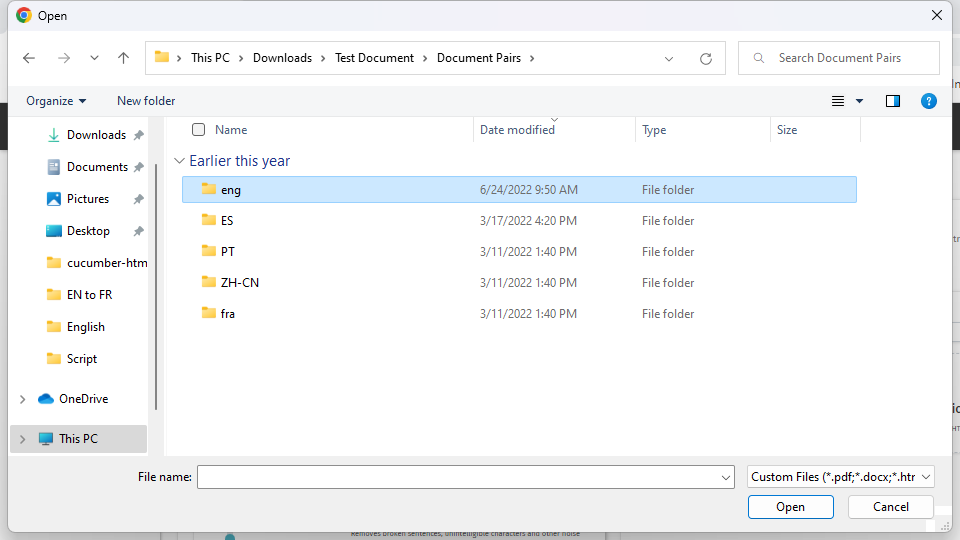 Open
This PC > Downloads > Test Document > Document Pairs >
Search Document Pairs
Organize
New folder
Name
Date modified
Type
Size
Downloads
Documents
Pictures
Desktop
cucumber-htm
EN to FR
English
Script
OneDrive
This PC
Earlier this year
eng 6/24/2022 9:50 AM File folder
ES 3/17/2022 4:20 PM File folder
PT 3/11/2022 1:40 PM File folder
ZH-CN 3/11/2022 1:40 PM File folder
fra 3/11/2022 1:40 PM File folder
File name:
Custom Files (*.pdf;*.docx;*.htr
Open
Cancel
Removes broken sentences, unintelligible characters and other noise